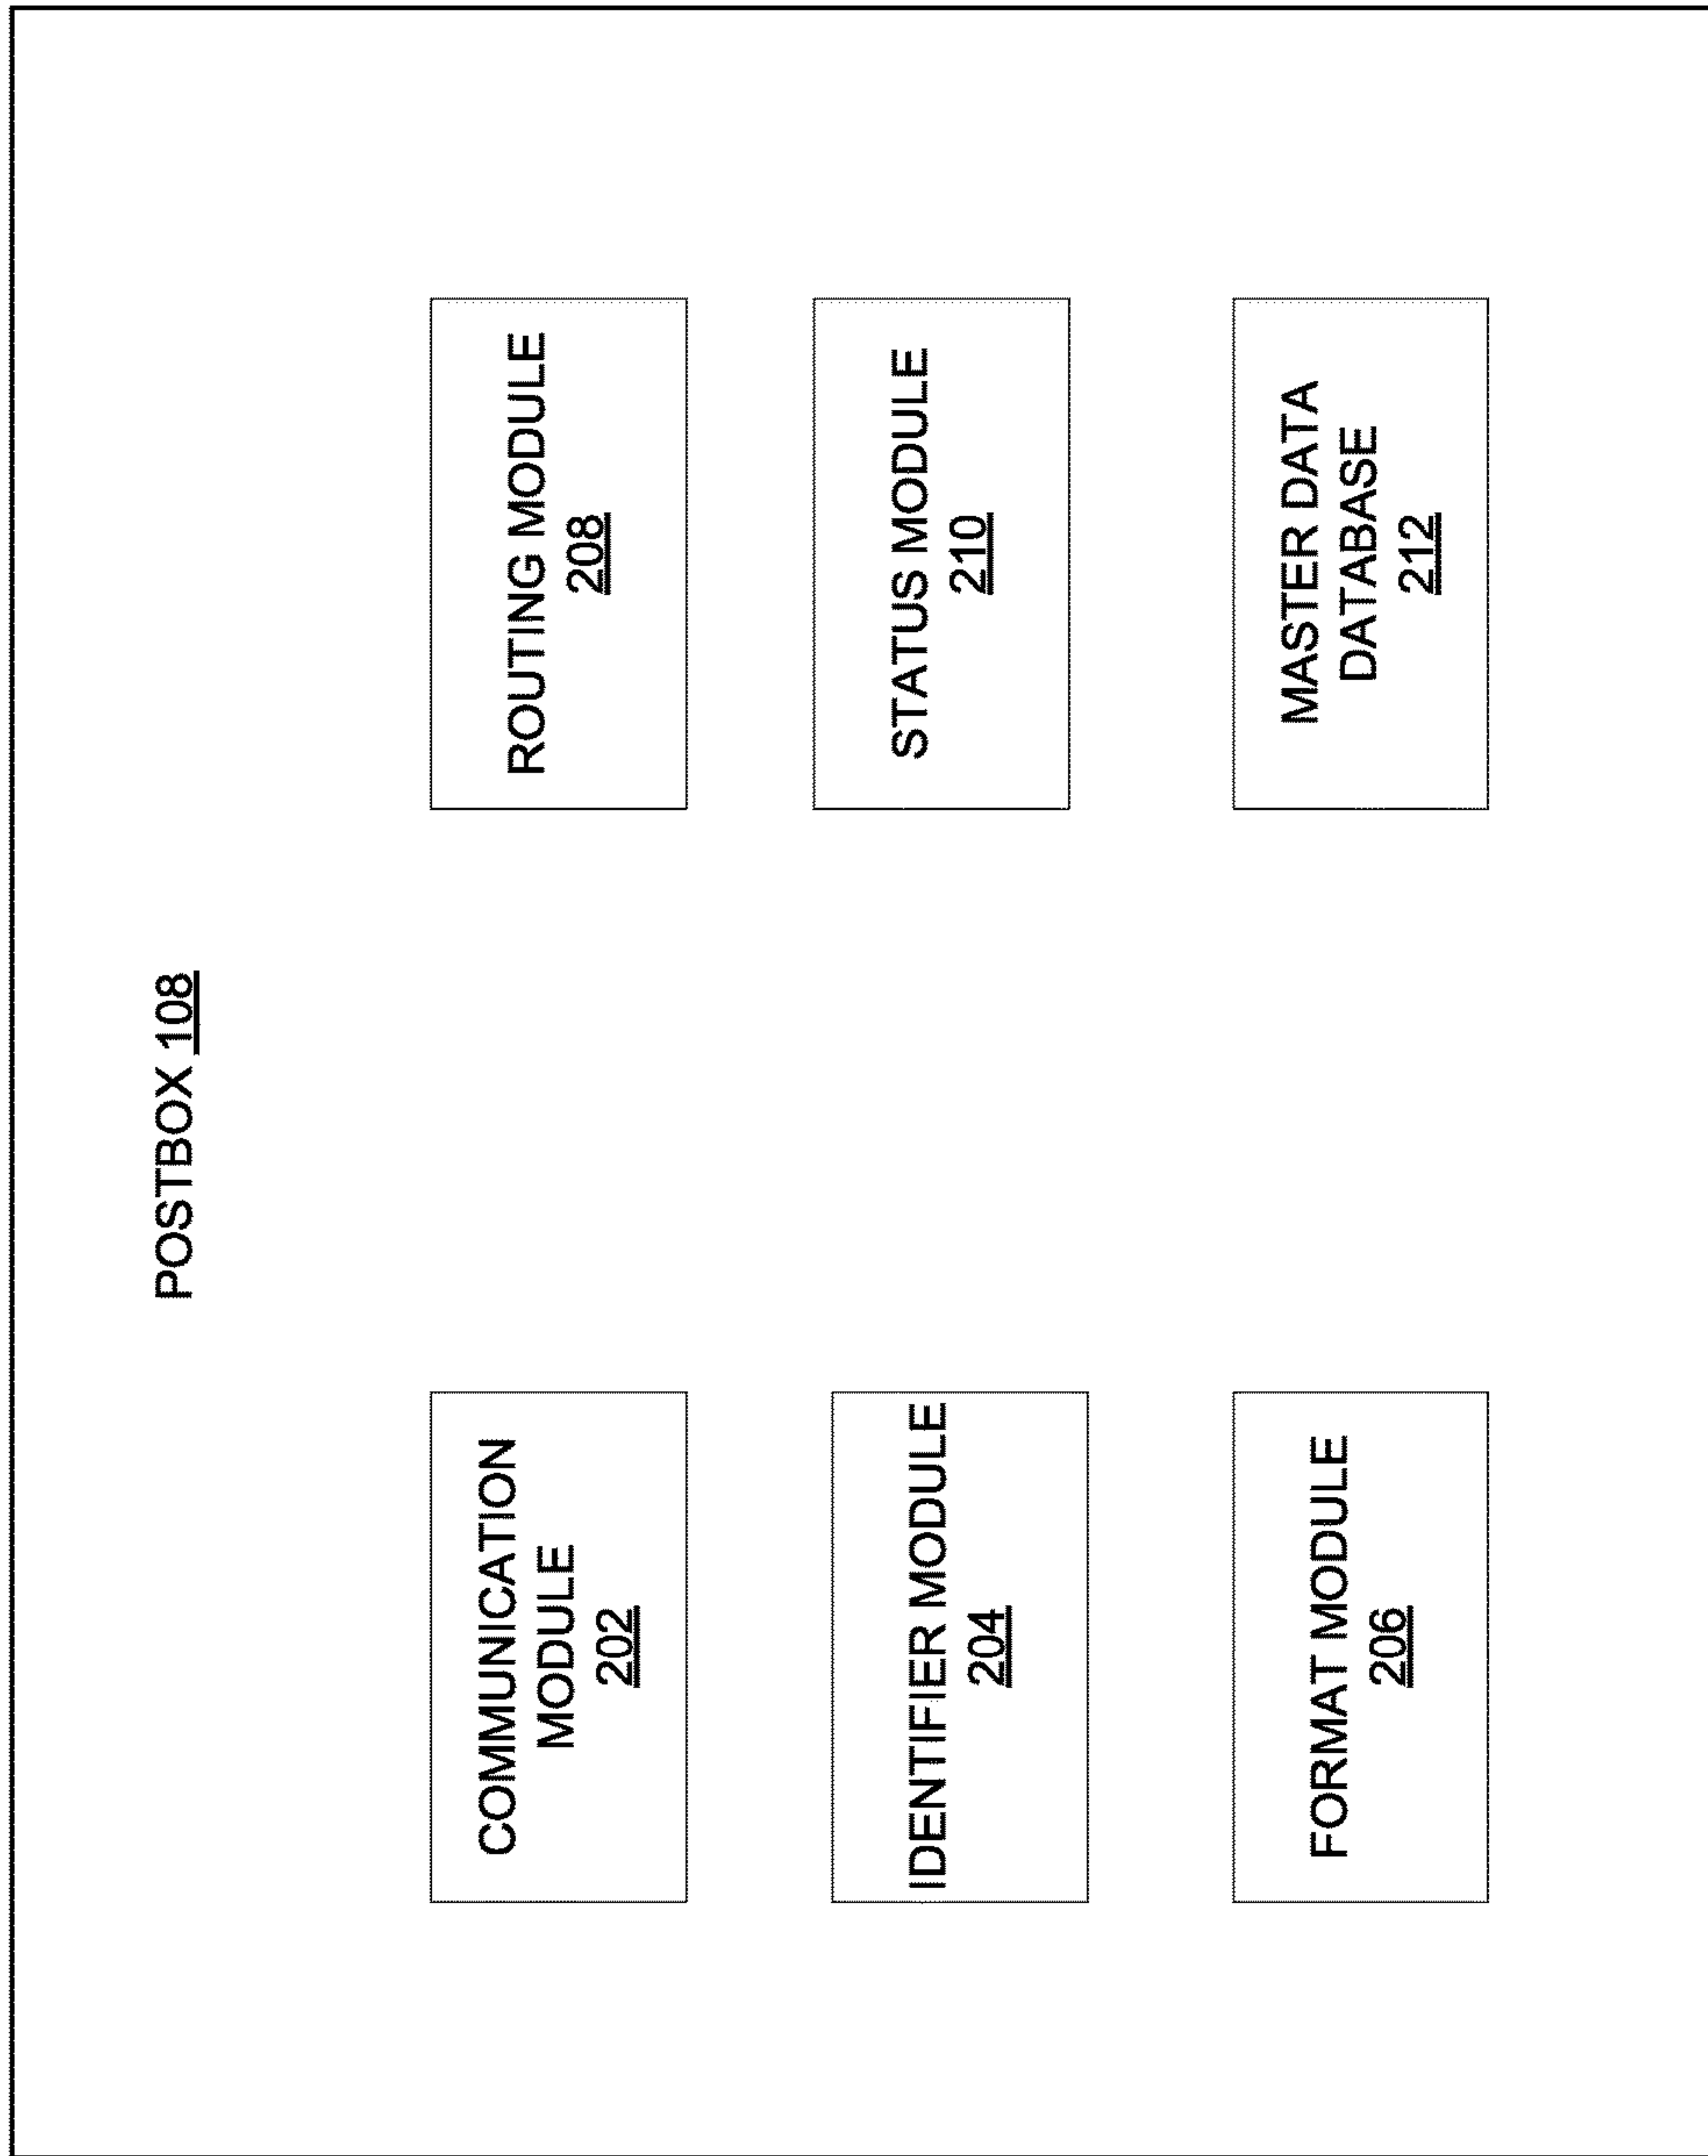 POSTBOX 108
COMMUNICATION
MODULE
202
IDENTIFIER MODULE
204
FORMAT MODULE
206
ROUTING MODULE
208
STATUS MODULE
210
MASTER DATA
DATABASE
212